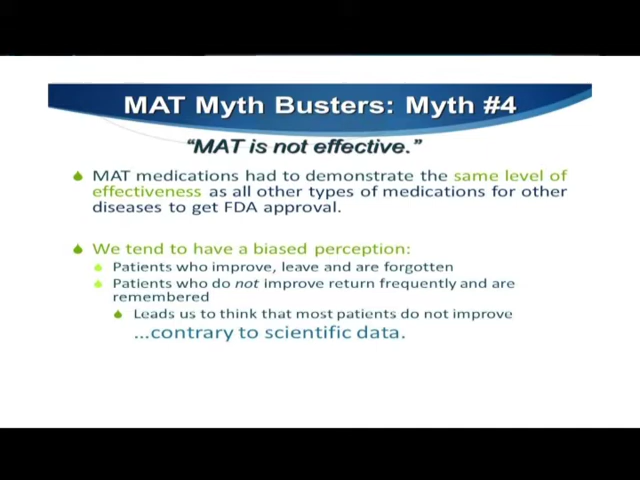 MAT Myth Busters: Myth #4
“MAT is not effective.”
MAT medications had to demonstrate the same level of
effectiveness as all other types of medications for other
diseases to get FDA approval.
We tend to have a biased perception:
Patients who improve, leave and are forgotten
Patients who do not improve return frequently and are
remembered
Leads us to think that most patients do not improve
...contrary to scientific data.